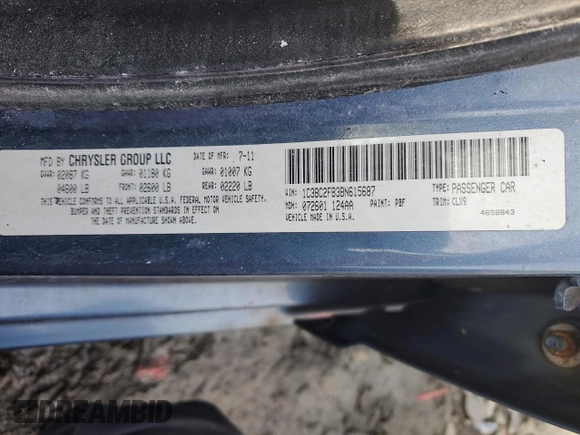 MFD BY CHRYSLER GROUP LLC DATE OF MFR: 7-11
GVWR: 02087 KG GAWR: 01180 KG GAWR: 01007 KG
04600 LB FRONT: 02600 LB REAR: 02220 LB
THIS VEHICLE CONFORMS TO ALL APPLICABLE U.S.A. FEDERAL MOTOR VEHICLE SAFETY,
BUMPER AND THEFT PREVENTION STANDARDS IN EFFECT ON
THE DATE OF MANUFACTURE SHOWN ABOVE.
VIN: 1C3BC2FB3BN615687 TYPE: PASSENGER CAR
MDH: 072601 124AA PAINT: PBF TRIM: CLX9
VEHICLE MADE IN U.S.A. 4658843
DREAMBID